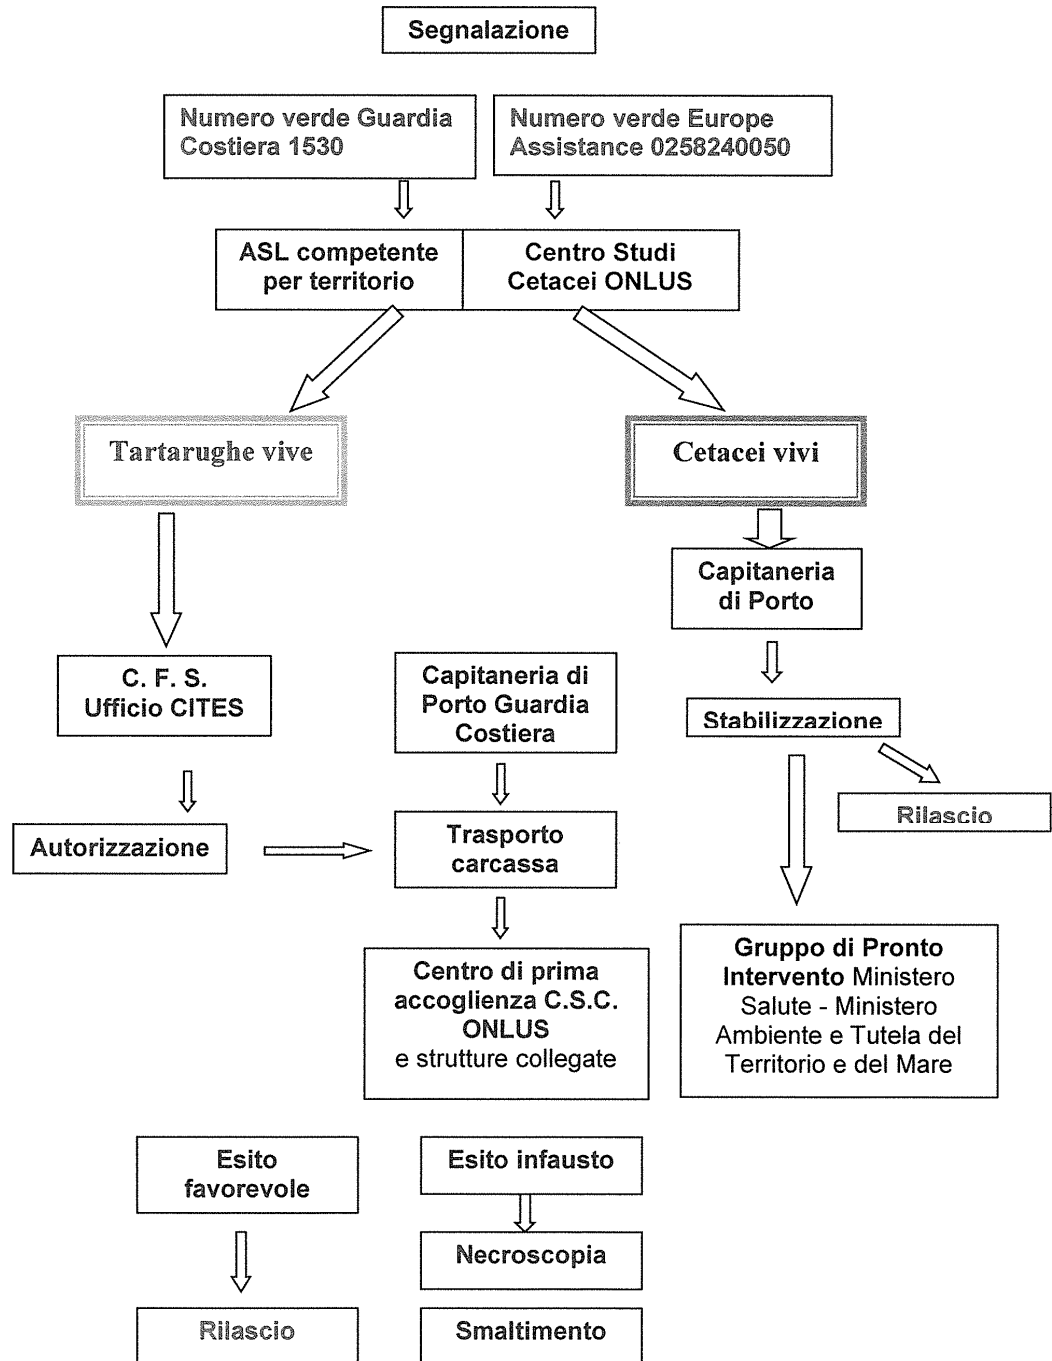 Segnalazione
Numero verde Guardia
Costiera 1530
Numero verde Europe
Assistance 0258240050
ASL competente
per territorio
Centro Studi
Cetacei ONLUS
Tartarughe vive
Cetacei vivi
Capitaneria
di Porto
C. F. S.
Ufficio CITES
Capitaneria di
Porto Guardia
Costiera
Stabilizzazione
Rilascio
Autorizzazione
Trasporto
carcassa
Centro di prima
accoglienza C.S.C.
ONLUS
e strutture collegate
Gruppo di Pronto
Intervento Ministero
Salute - Ministero
Ambiente e Tutela del
Territorio e del Mare
Esito
favorevole
Esito infausto
Necroscopia
Rilascio
Smaltimento